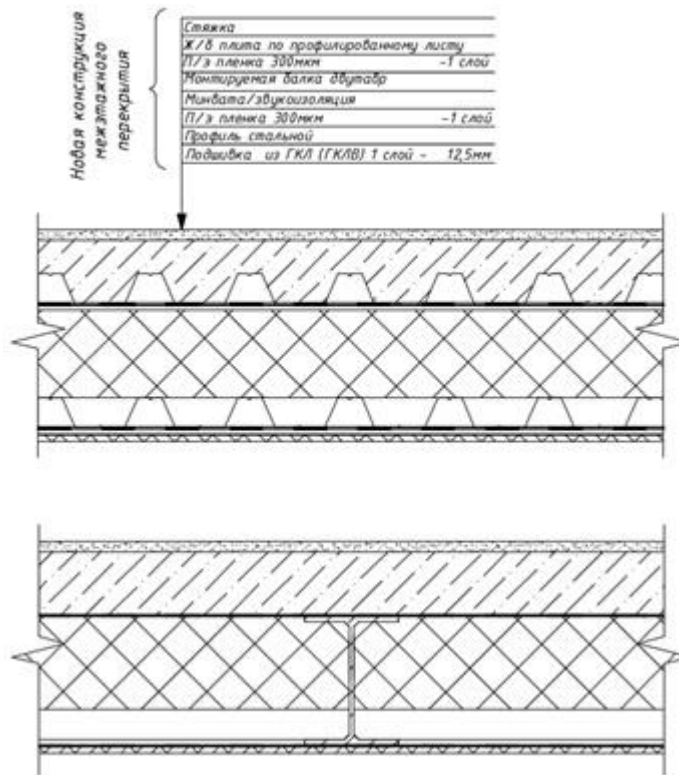 Новая конструкция
межэтажного
перекрытия
Стяжка
Ж/б плита по профилированному листу
П/э пленка 300мкм -1 слой
Монтируемая балка двутавр
Минвата/звукоизоляция
П/э пленка 300мкм -1 слой
Профиль стальной
Подшивка из ГКЛ (ГКЛВ) 1 слой - 12,5мм